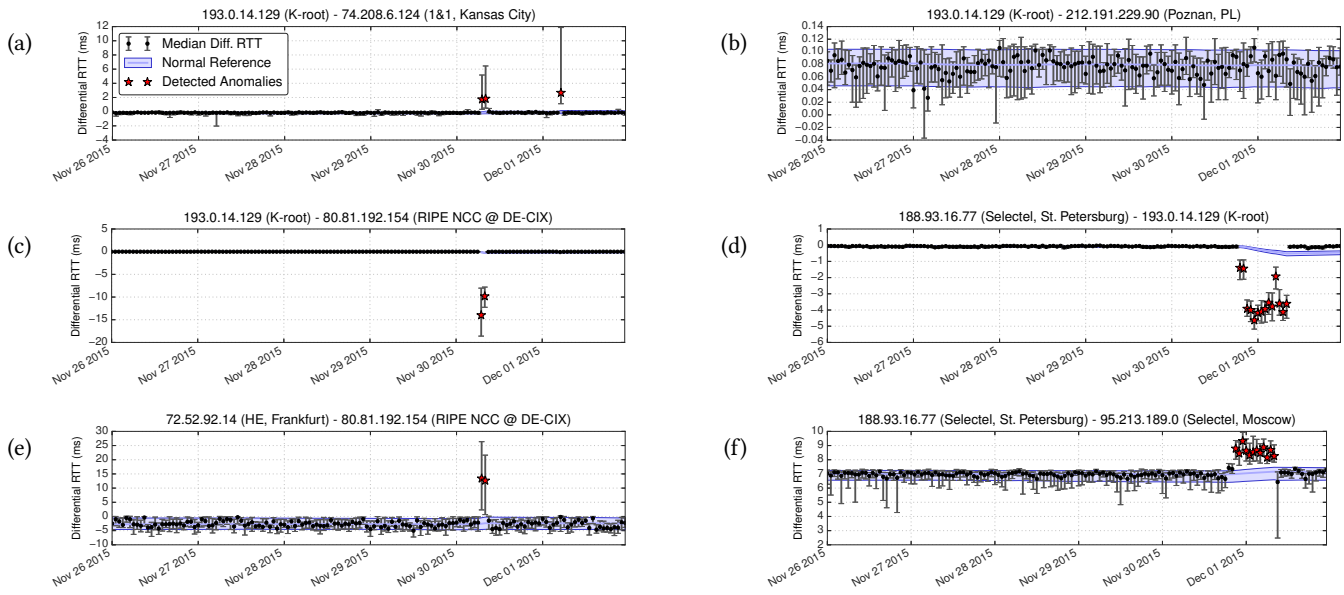 (a)
193.0.14.129 (K-root) - 74.208.6.124 (1&1, Kansas City)
Differential RTT (ms)
12
10
8
6
4
2
0
−2
−4
Median Diff. RTT
Normal Reference
Detected Anomalies
Nov 26 2015
Nov 27 2015
Nov 28 2015
Nov 29 2015
Nov 30 2015
Dec 01 2015
(b)
193.0.14.129 (K-root) - 212.191.229.90 (Poznan, PL)
Differential RTT (ms)
0.14
0.12
0.10
0.08
0.06
0.04
0.02
0.00
−0.02
−0.04
Nov 26 2015
Nov 27 2015
Nov 28 2015
Nov 29 2015
Nov 30 2015
Dec 01 2015
(c)
193.0.14.129 (K-root) - 80.81.192.154 (RIPE NCC @ DE-CIX)
Differential RTT (ms)
5
0
−5
−10
−15
−20
Nov 26 2015
Nov 27 2015
Nov 28 2015
Nov 29 2015
Nov 30 2015
Dec 01 2015
(d)
188.93.16.77 (Selectel, St. Petersburg) - 193.0.14.129 (K-root)
Differential RTT (ms)
1
0
−1
−2
−3
−4
−5
−6
Nov 26 2015
Nov 27 2015
Nov 28 2015
Nov 29 2015
Nov 30 2015
Dec 01 2015
(e)
72.52.92.14 (HE, Frankfurt) - 80.81.192.154 (RIPE NCC @ DE-CIX)
Differential RTT (ms)
30
25
20
15
10
5
0
−5
−10
Nov 26 2015
Nov 27 2015
Nov 28 2015
Nov 29 2015
Nov 30 2015
Dec 01 2015
(f)
188.93.16.77 (Selectel, St. Petersburg) - 95.213.189.0 (Selectel, Moscow)
Differential RTT (ms)
10
9
8
7
6
5
4
3
2
Nov 26 2015
Nov 27 2015
Nov 28 2015
Nov 29 2015
Nov 30 2015
Dec 01 2015